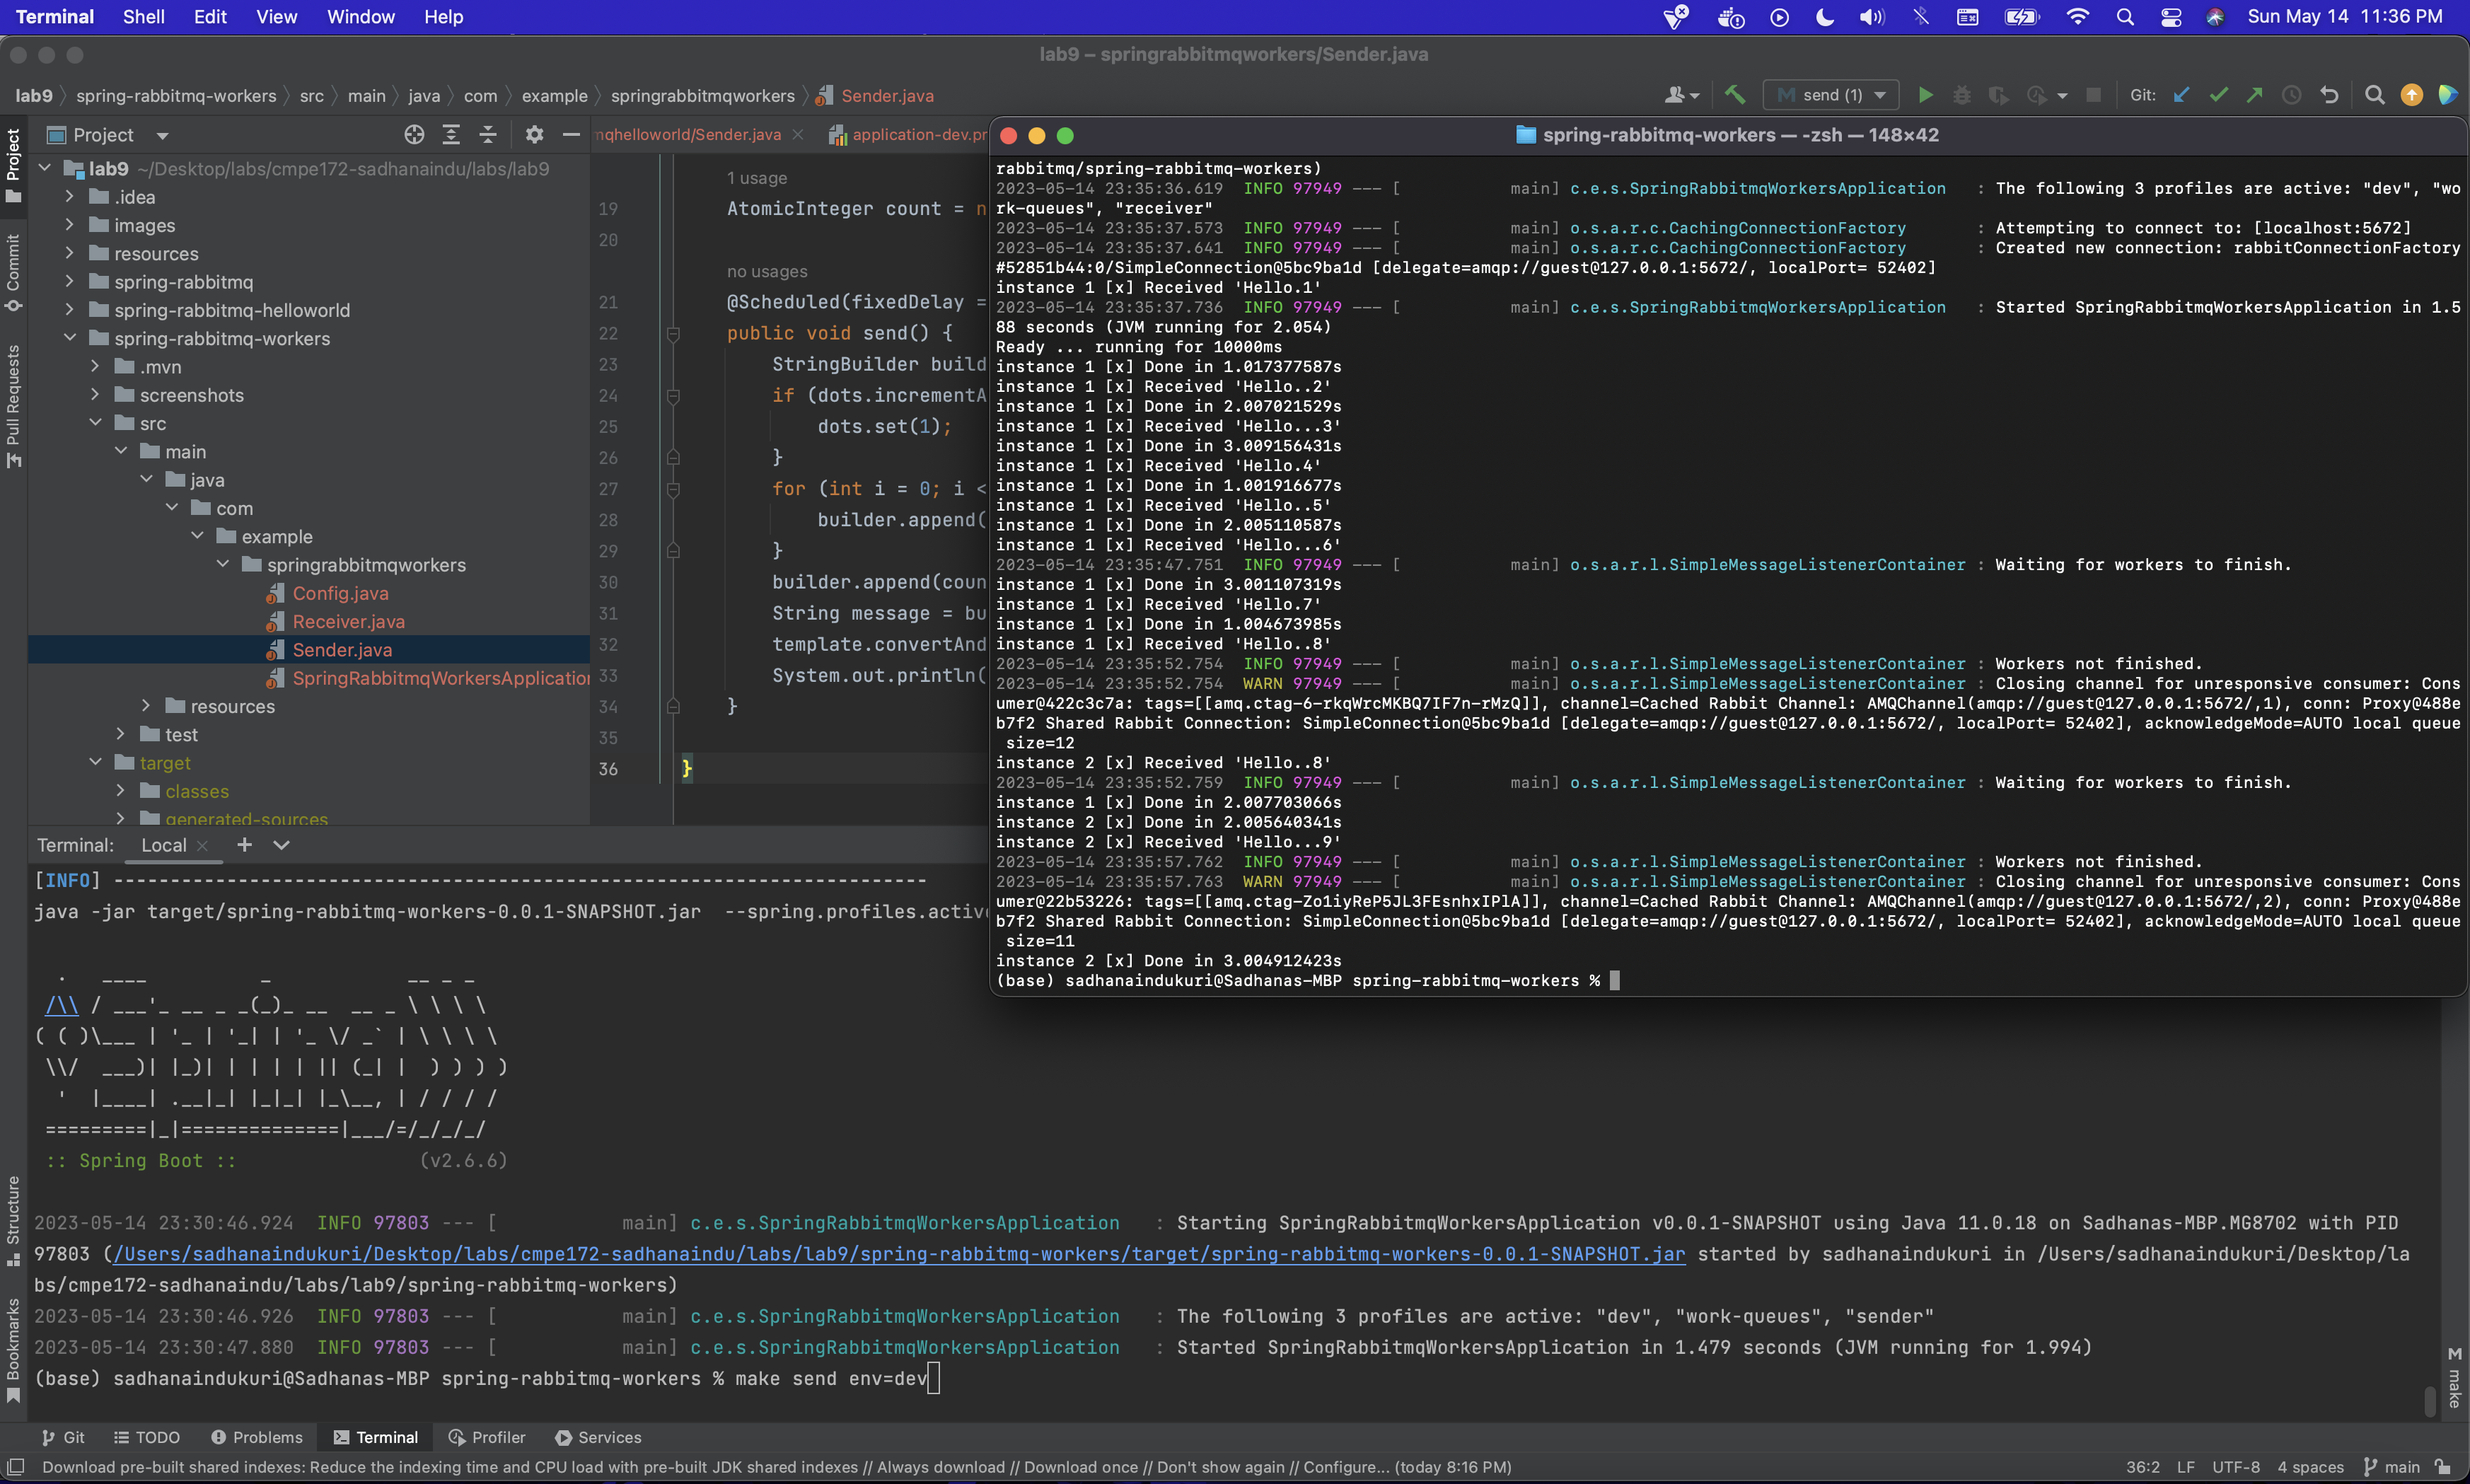 Terminal Shell Edit View Window Help Sun May 14 11:36 PM
lab9 – springrabbitmqworkers/Sender.java
lab9 spring-rabbitmq-workers src main java com example springrabbitmqworkers Sender.java send (1) Git:
Project
mqhelloworld/Sender.java application-dev.pr
lab9 ~/Desktop/labs/cmpe172-sadhanaindu/labs/lab9
.idea
images
resources
spring-rabbitmq
spring-rabbitmq-helloworld
spring-rabbitmq-workers
.mvn
screenshots
src
main
java
com
example
springrabbitmqworkers
Config.java
Receiver.java
Sender.java
SpringRabbitmqWorkersApplication
resources
test
target
classes
generated-sources
Project
Commit
Pull Requests
Structure
Bookmarks
1 usage
19 AtomicInteger count = n
20
no usages
21 @Scheduled(fixedDelay =
22 public void send() {
23 StringBuilder build
24 if (dots.incrementA
25 dots.set(1);
26 }
27 for (int i = 0; i <
28 builder.append(
29 }
30 builder.append(coun
31 String message = bu
32 template.convertAnd
33 System.out.println(
34 }
35
36 }
spring-rabbitmq-workers — -zsh — 148×42
rabbitmq/spring-rabbitmq-workers)
2023-05-14 23:35:36.619 INFO 97949 --- [ main] c.e.s.SpringRabbitmqWorkersApplication : The following 3 profiles are active: "dev", "wo
rk-queues", "receiver"
2023-05-14 23:35:37.573 INFO 97949 --- [ main] o.s.a.r.c.CachingConnectionFactory : Attempting to connect to: [localhost:5672]
2023-05-14 23:35:37.641 INFO 97949 --- [ main] o.s.a.r.c.CachingConnectionFactory : Created new connection: rabbitConnectionFactory
#52851b44:0/SimpleConnection@5bc9ba1d [delegate=amqp://guest@127.0.0.1:5672/, localPort= 52402]
instance 1 [x] Received 'Hello.1'
2023-05-14 23:35:37.736 INFO 97949 --- [ main] c.e.s.SpringRabbitmqWorkersApplication : Started SpringRabbitmqWorkersApplication in 1.5
88 seconds (JVM running for 2.054)
Ready ... running for 10000ms
instance 1 [x] Done in 1.017377587s
instance 1 [x] Received 'Hello..2'
instance 1 [x] Done in 2.007021529s
instance 1 [x] Received 'Hello...3'
instance 1 [x] Done in 3.009156431s
instance 1 [x] Received 'Hello.4'
instance 1 [x] Done in 1.001916677s
instance 1 [x] Received 'Hello..5'
instance 1 [x] Done in 2.005110587s
instance 1 [x] Received 'Hello...6'
2023-05-14 23:35:47.751 INFO 97949 --- [ main] o.s.a.r.l.SimpleMessageListenerContainer : Waiting for workers to finish.
instance 1 [x] Done in 3.001107319s
instance 1 [x] Received 'Hello.7'
instance 1 [x] Done in 1.004673985s
instance 1 [x] Received 'Hello..8'
2023-05-14 23:35:52.754 INFO 97949 --- [ main] o.s.a.r.l.SimpleMessageListenerContainer : Workers not finished.
2023-05-14 23:35:52.754 WARN 97949 --- [ main] o.s.a.r.l.SimpleMessageListenerContainer : Closing channel for unresponsive consumer: Cons
umer@422c3c7a: tags=[[amq.ctag-6-rkqWrcMKBQ7IF7n-rMzQ]], channel=Cached Rabbit Channel: AMQChannel(amqp://guest@127.0.0.1:5672/,1), conn: Proxy@488e
b7f2 Shared Rabbit Connection: SimpleConnection@5bc9ba1d [delegate=amqp://guest@127.0.0.1:5672/, localPort= 52402], acknowledgeMode=AUTO local queue
size=12
instance 2 [x] Received 'Hello..8'
2023-05-14 23:35:52.759 INFO 97949 --- [ main] o.s.a.r.l.SimpleMessageListenerContainer : Waiting for workers to finish.
instance 1 [x] Done in 2.007703066s
instance 2 [x] Done in 2.005640341s
instance 2 [x] Received 'Hello...9'
2023-05-14 23:35:57.762 INFO 97949 --- [ main] o.s.a.r.l.SimpleMessageListenerContainer : Workers not finished.
2023-05-14 23:35:57.763 WARN 97949 --- [ main] o.s.a.r.l.SimpleMessageListenerContainer : Closing channel for unresponsive consumer: Cons
umer@22b53226: tags=[[amq.ctag-Zo1iyReP5JL3FEsnhxIPlA]], channel=Cached Rabbit Channel: AMQChannel(amqp://guest@127.0.0.1:5672/,2), conn: Proxy@488e
b7f2 Shared Rabbit Connection: SimpleConnection@5bc9ba1d [delegate=amqp://guest@127.0.0.1:5672/, localPort= 52402], acknowledgeMode=AUTO local queue
size=11
instance 2 [x] Done in 3.004912423s
(base) sadhanaindukuri@Sadhanas-MBP spring-rabbitmq-workers %
Terminal: Local
[INFO] ------------------------------------------------------------------------
java -jar target/spring-rabbitmq-workers-0.0.1-SNAPSHOT.jar --spring.profiles.activ
:: Spring Boot :: (v2.6.6)
2023-05-14 23:30:46.924 INFO 97803 --- [ main] c.e.s.SpringRabbitmqWorkersApplication : Starting SpringRabbitmqWorkersApplication v0.0.1-SNAPSHOT using Java 11.0.18 on Sadhanas-MBP.MG8702 with PID
97803 (/Users/sadhanaindukuri/Desktop/labs/cmpe172-sadhanaindu/labs/lab9/spring-rabbitmq-workers/target/spring-rabbitmq-workers-0.0.1-SNAPSHOT.jar started by sadhanaindukuri in /Users/sadhanaindukuri/Desktop/la
bs/cmpe172-sadhanaindu/labs/lab9/spring-rabbitmq-workers)
2023-05-14 23:30:46.926 INFO 97803 --- [ main] c.e.s.SpringRabbitmqWorkersApplication : The following 3 profiles are active: "dev", "work-queues", "sender"
2023-05-14 23:30:47.880 INFO 97803 --- [ main] c.e.s.SpringRabbitmqWorkersApplication : Started SpringRabbitmqWorkersApplication in 1.479 seconds (JVM running for 1.994)
(base) sadhanaindukuri@Sadhanas-MBP spring-rabbitmq-workers % make send env=dev
M make
Git TODO Problems Terminal Profiler Services
Download pre-built shared indexes: Reduce the indexing time and CPU load with pre-built JDK shared indexes // Always download // Download once // Don't show again // Configure... (today 8:16 PM) 36:2 LF UTF-8 4 spaces main